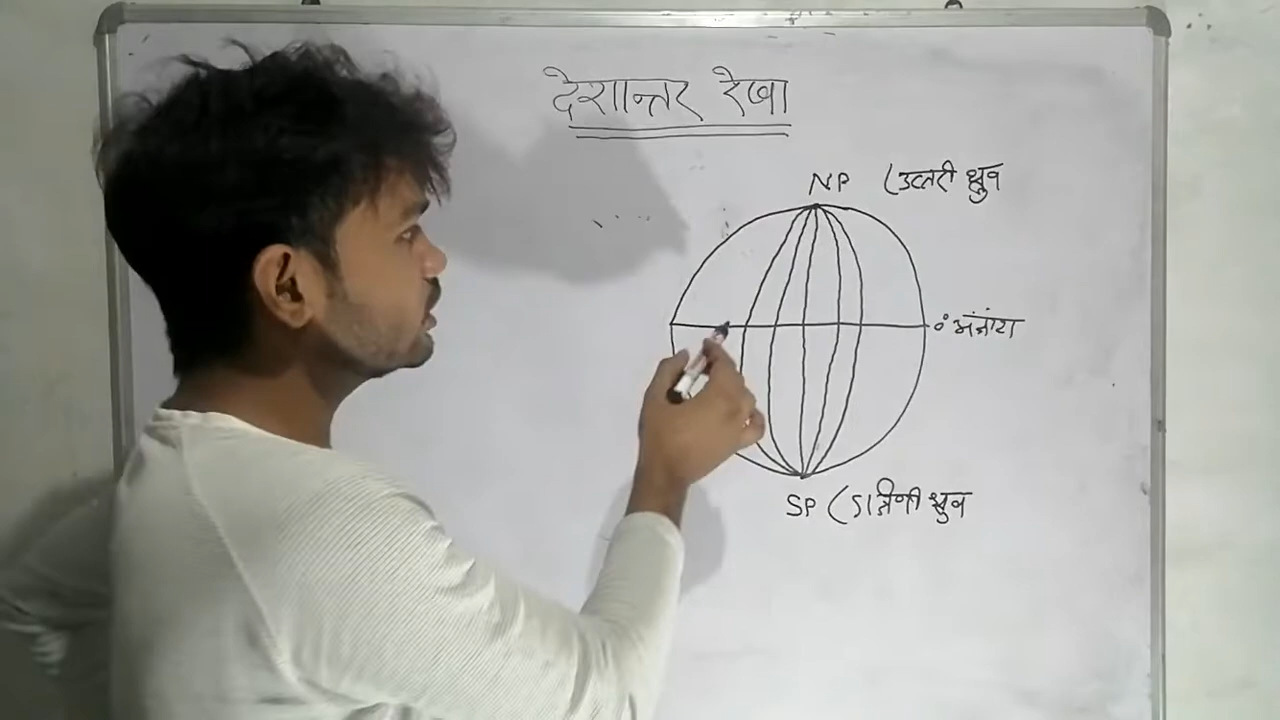 देशान्तर रेखा
NP (उत्तरी ध्रुव
0° अंक्षांश
SP (दक्षिणी ध्रुव